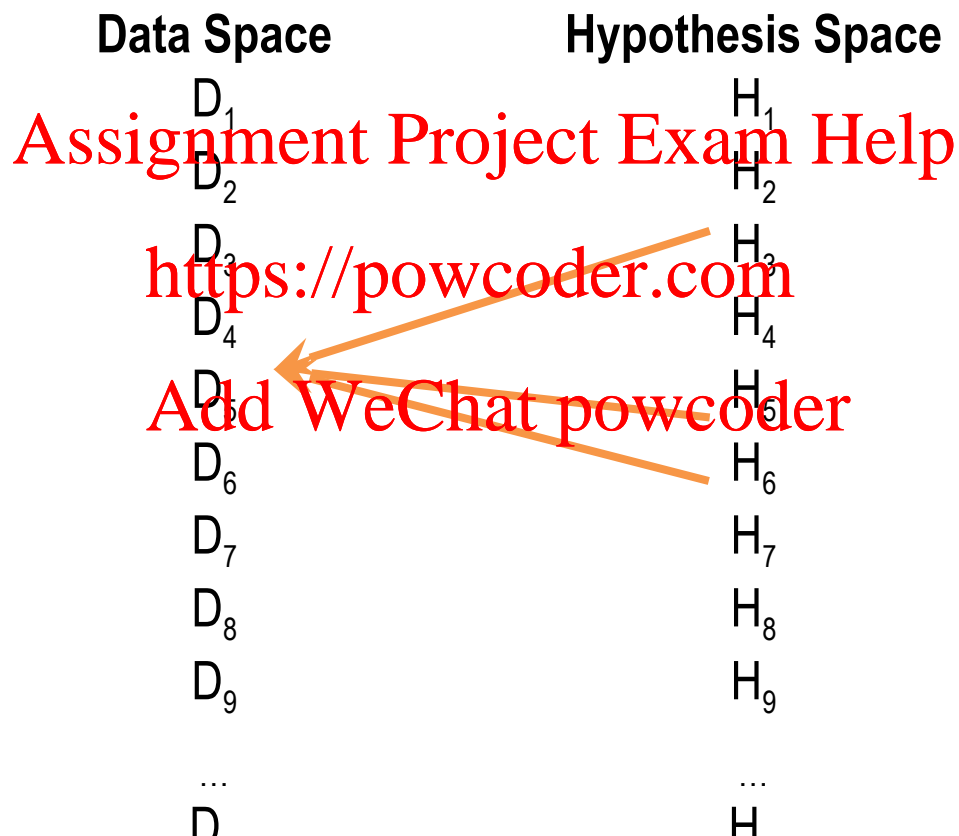 Data Space Hypothesis Space
D1 H1
Assignment Project Exam Help
D2 H2
D3 H3
https://powcoder.com
D4 H4
D5 H5
Add WeChat powcoder
D6 H6
D7 H7
D8 H8
D9 H9
... ...
D H